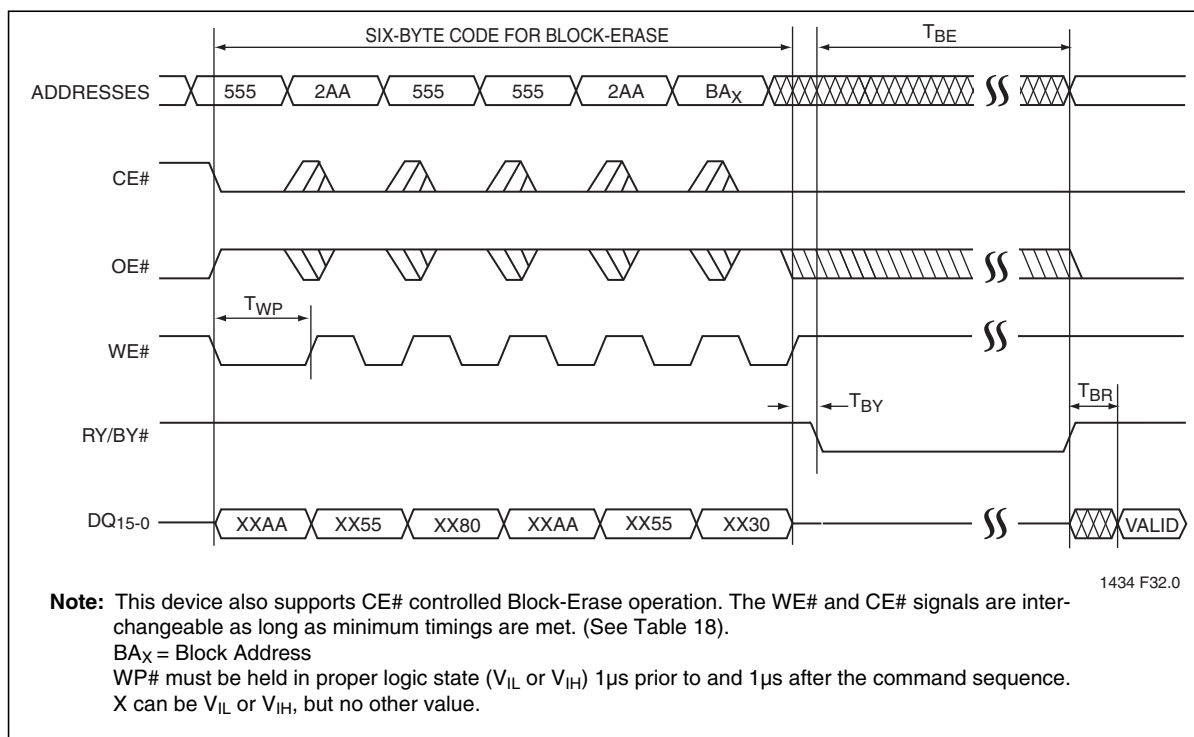 SIX-BYTE CODE FOR BLOCK-ERASE
TBE
ADDRESSES 555 2AA 555 555 2AA BAX
CE#
OE#
TWP
WE#
TBY
TBR
RY/BY#
DQ15-0 XXAA XX55 XX80 XXAA XX55 XX30 VALID
1434 F32.0
Note: This device also supports CE# controlled Block-Erase operation. The WE# and CE# signals are inter-
changeable as long as minimum timings are met. (See Table 18).
BAX = Block Address
WP# must be held in proper logic state (VIL or VIH) 1µs prior to and 1µs after the command sequence.
X can be VIL or VIH, but no other value.